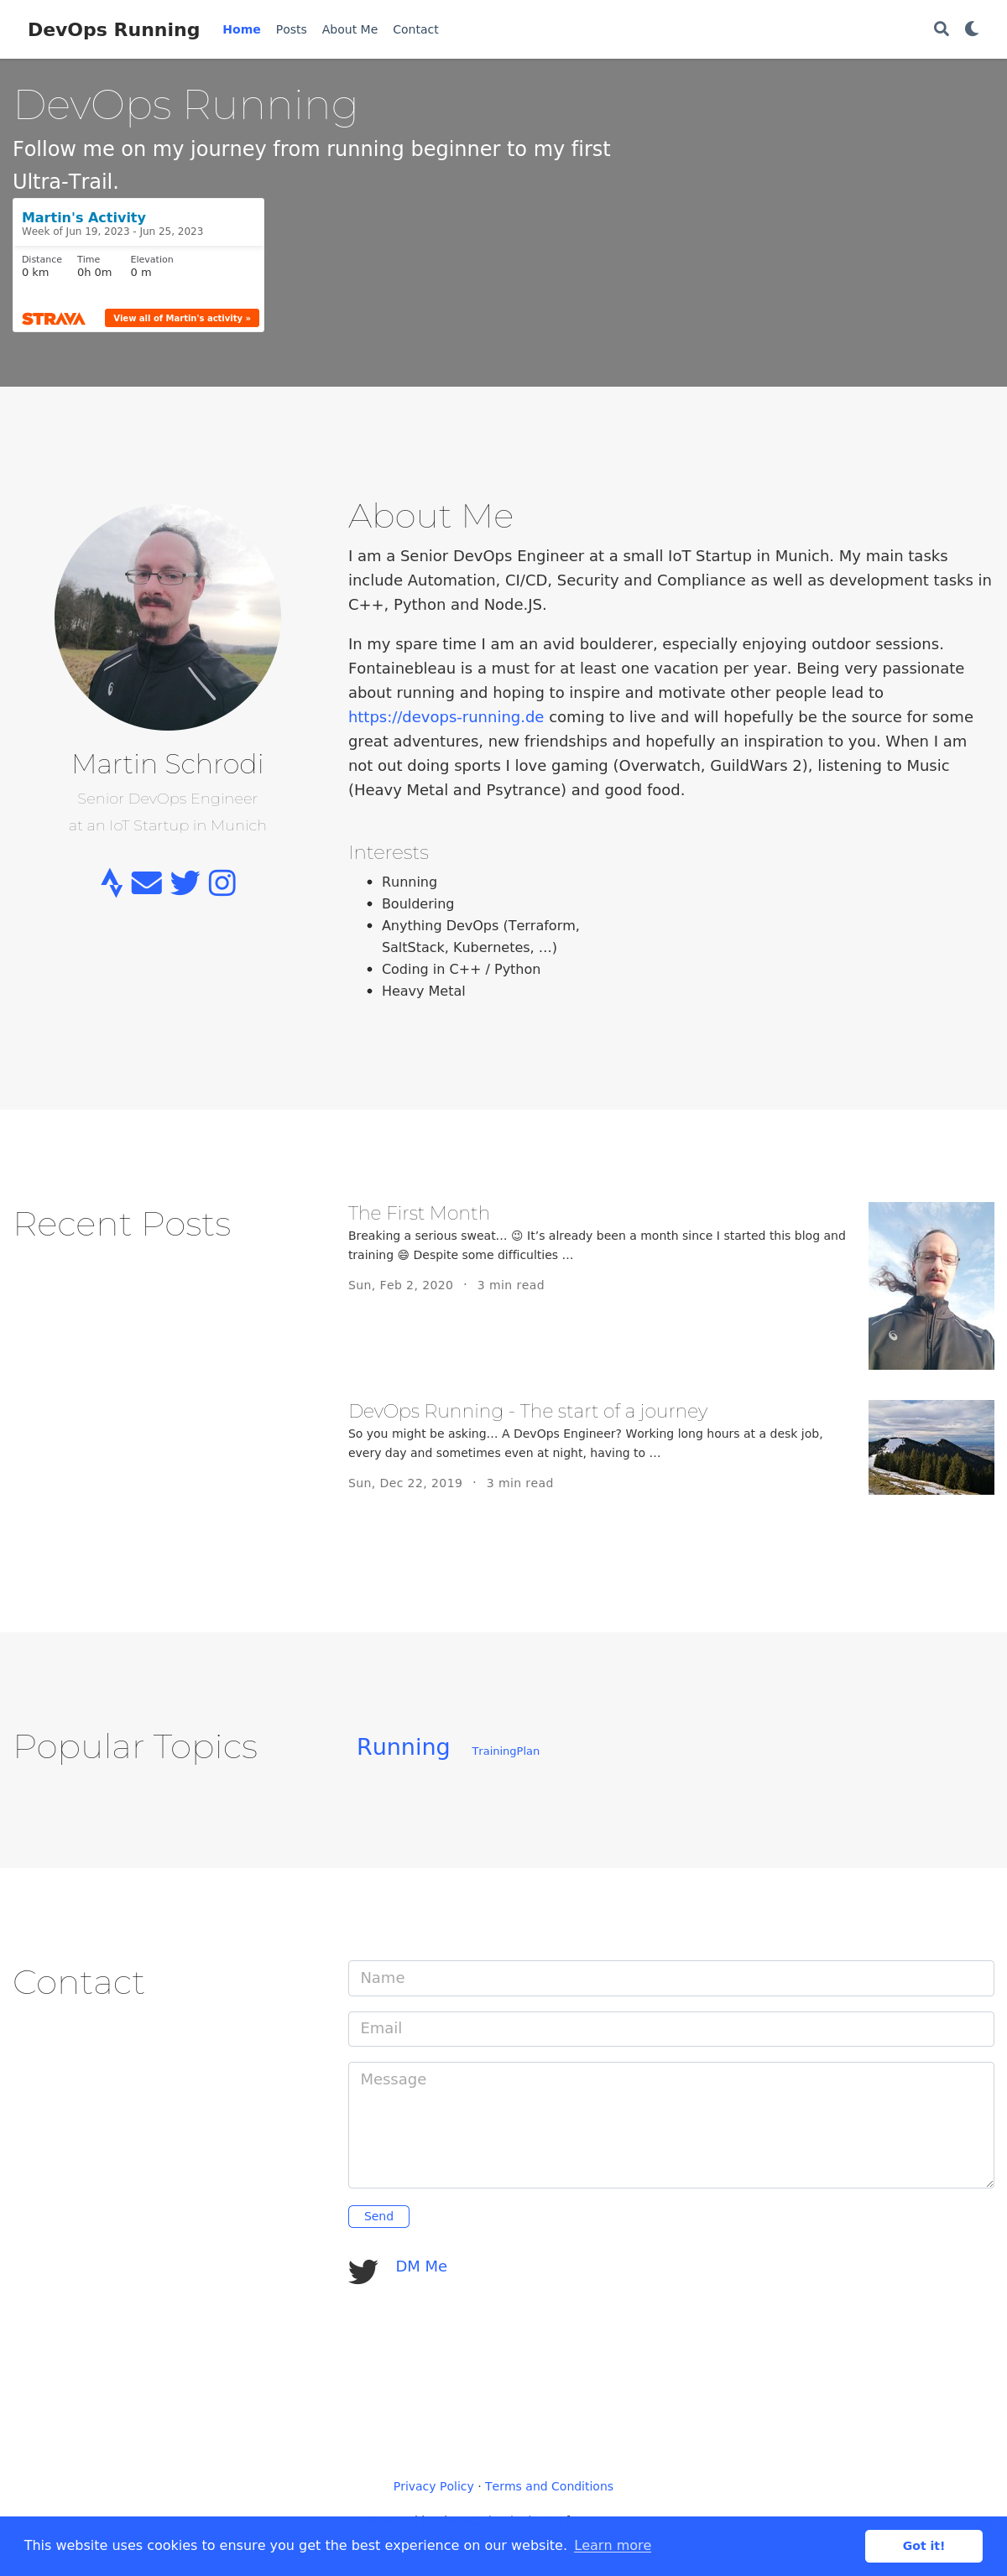 DevOps Running
Home
Posts
About Me
Contact
DevOps Running
Follow me on my journey from running beginner to my first
Ultra-Trail.
Martin's Activity
Week of Jun 19, 2023 - Jun 25, 2023
Distance Time Elevation
0 km 0h 0m 0 m
STRAVA
View all of Martin's activity »
Martin Schrodi
Senior DevOps Engineer
at an IoT Startup in Munich
About Me
I am a Senior DevOps Engineer at a small IoT Startup in Munich. My main tasks
include Automation, CI/CD, Security and Compliance as well as development tasks in
C++, Python and Node.JS.
In my spare time I am an avid boulderer, especially enjoying outdoor sessions.
Fontainebleau is a must for at least one vacation per year. Being very passionate
about running and hoping to inspire and motivate other people lead to
https://devops-running.de coming to live and will hopefully be the source for some
great adventures, new friendships and hopefully an inspiration to you. When I am
not out doing sports I love gaming (Overwatch, GuildWars 2), listening to Music
(Heavy Metal and Psytrance) and good food.
Interests
• Running
• Bouldering
• Anything DevOps (Terraform,
SaltStack, Kubernetes, …)
• Coding in C++ / Python
• Heavy Metal
Recent Posts
The First Month
Breaking a serious sweat… 😉 It’s already been a month since I started this blog and
training 😄 Despite some difficulties …
Sun, Feb 2, 2020 · 3 min read
DevOps Running - The start of a journey
So you might be asking… A DevOps Engineer? Working long hours at a desk job,
every day and sometimes even at night, having to …
Sun, Dec 22, 2019 · 3 min read
Popular Topics
Running TrainingPlan
Contact
Name
Email
Message
Send
DM Me
Privacy Policy · Terms and Conditions
This website uses cookies to ensure you get the best experience on our website. Learn more
Got it!